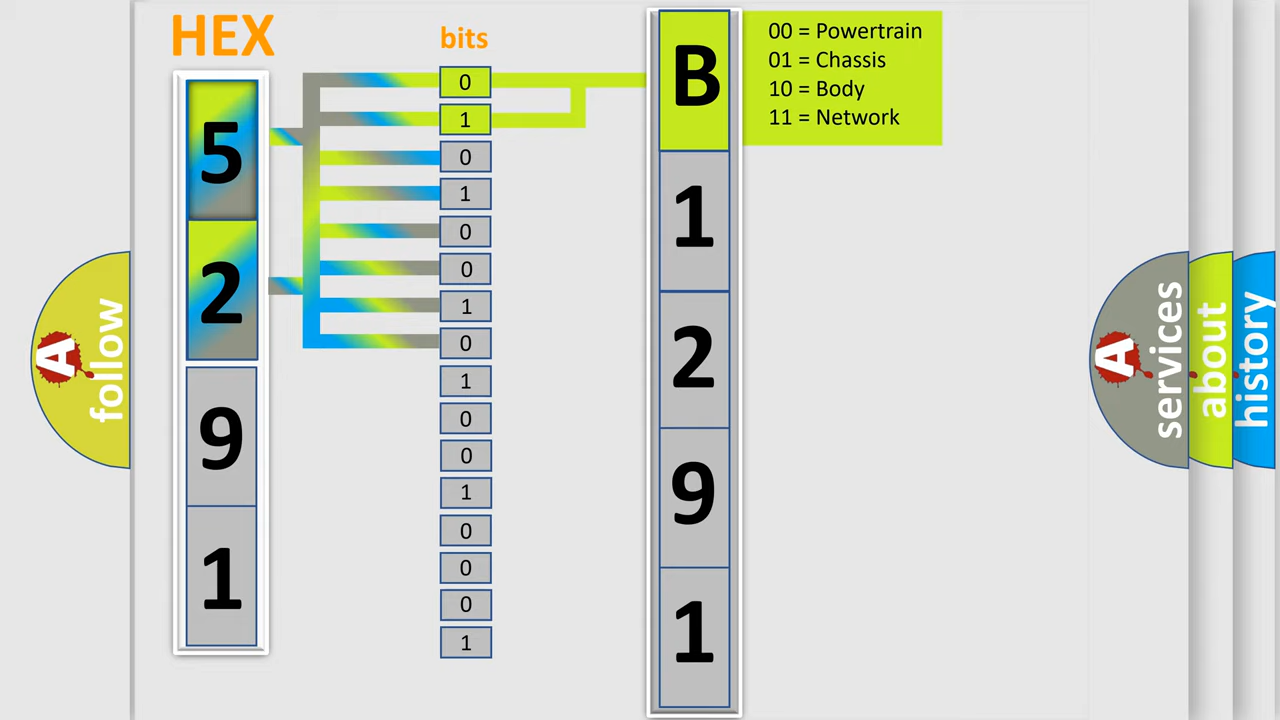 HEX
bits
5
2
9
1
0
1
0
1
0
0
1
0
1
0
0
1
0
0
0
1
B
1
2
9
1
00 = Powertrain
01 = Chassis
10 = Body
11 = Network
A
follow
A
services
about
history